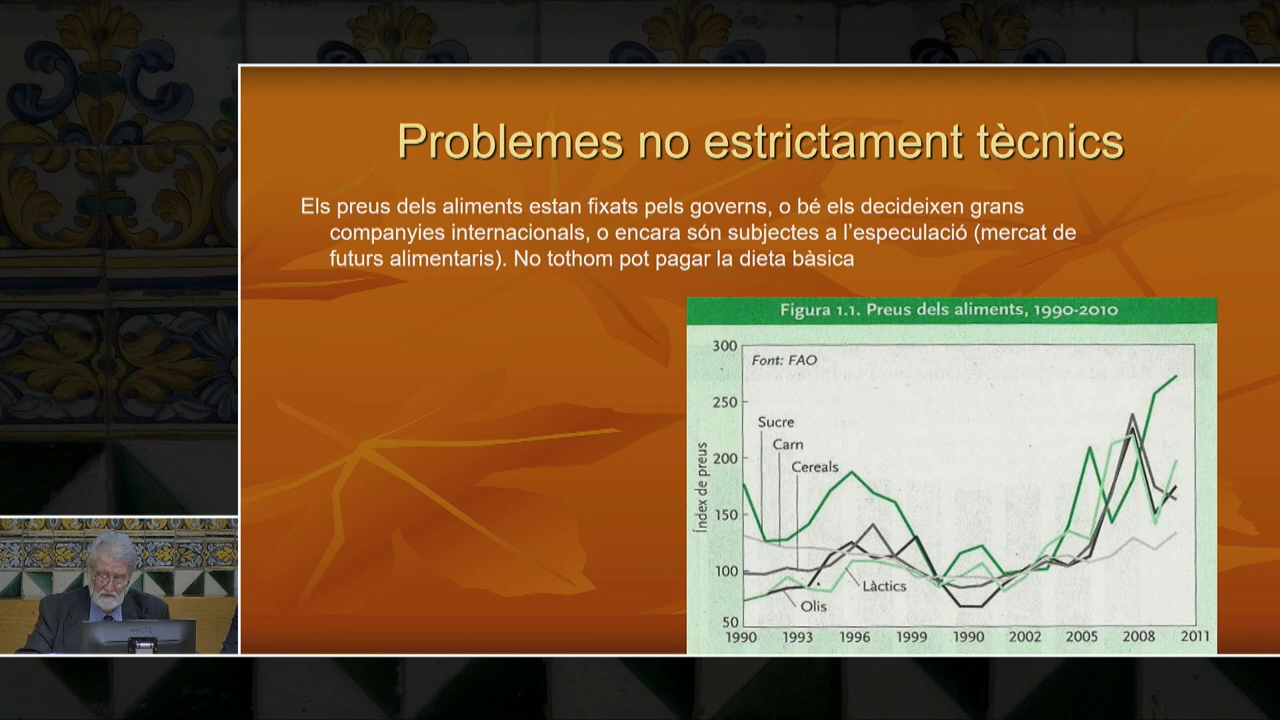 Problemes no estrictament tècnics
Els preus dels aliments estan fixats pels governs, o bé els decideixen grans
companyies internacionals, o encara són subjectes a l'especulació (mercat de
futurs alimentaris). No tothom pot pagar la dieta bàsica
Figura 1.1. Preus dels aliments, 1990-2010
Font: FAO
Índex de preus
300
250
200
150
100
50
Sucre
Carn
Cereals
Làctics
Olis
1990 1993 1996 1999 1990 2002 2005 2008 2011
PHILIPS